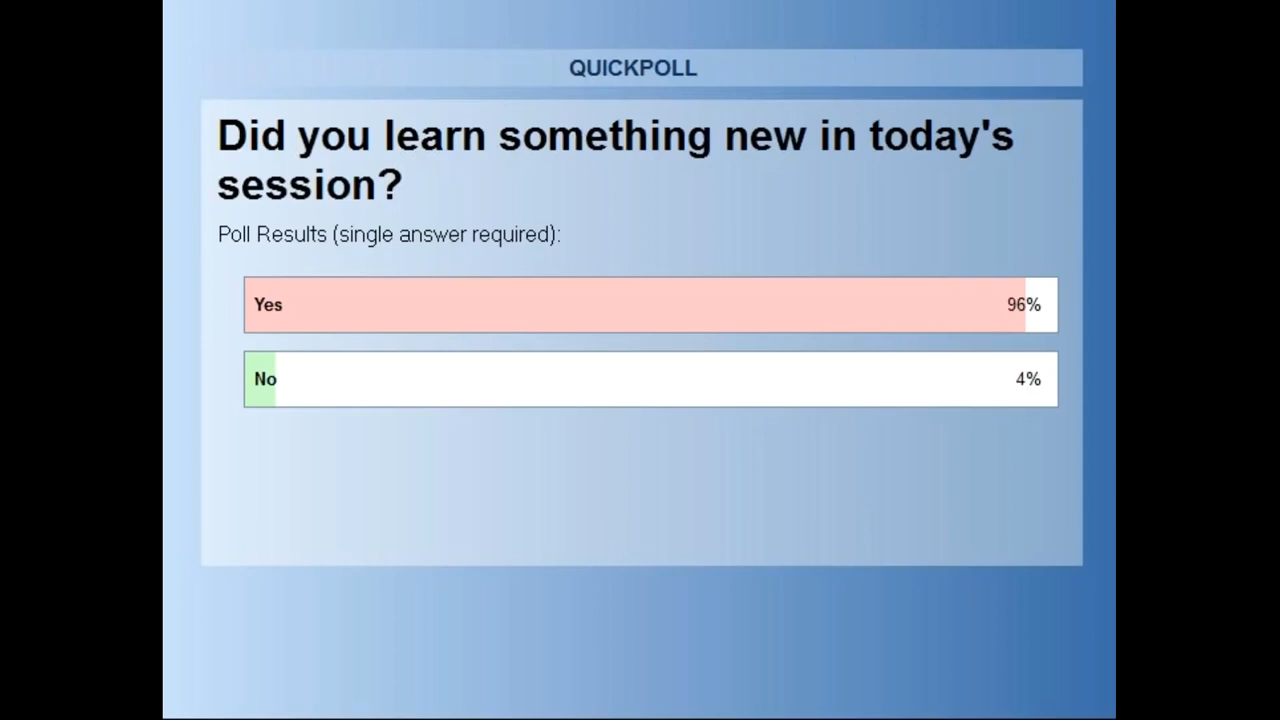 QUICKPOLL
Did you learn something new in today's
session?
Poll Results (single answer required):
Yes 96%
No 4%